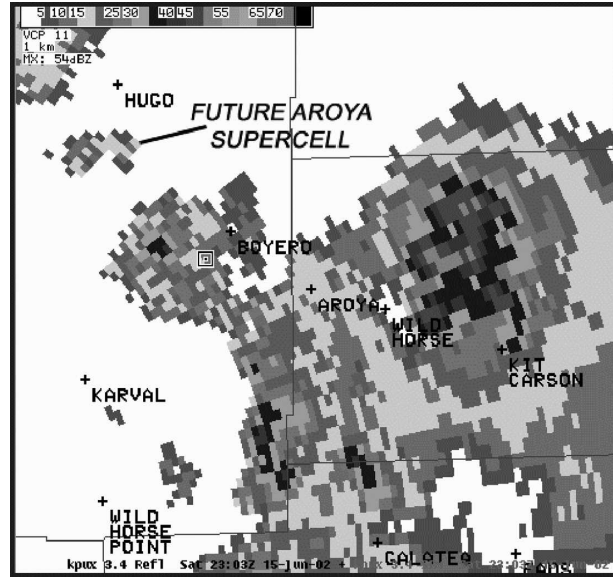 5 10 15 25 30 40 45 55 65 70
VCP 11
1 km
MX: 54dBZ
HUGO
FUTURE AROYA
SUPERCELL
BOYERO
AROYA
WILD
HORSE
KIT
CARSON
KARVAL
WILD
HORSE
POINT
CALATEA
EADS
kpux 3.4 Refl Sat 23:03Z 15-Jun-02